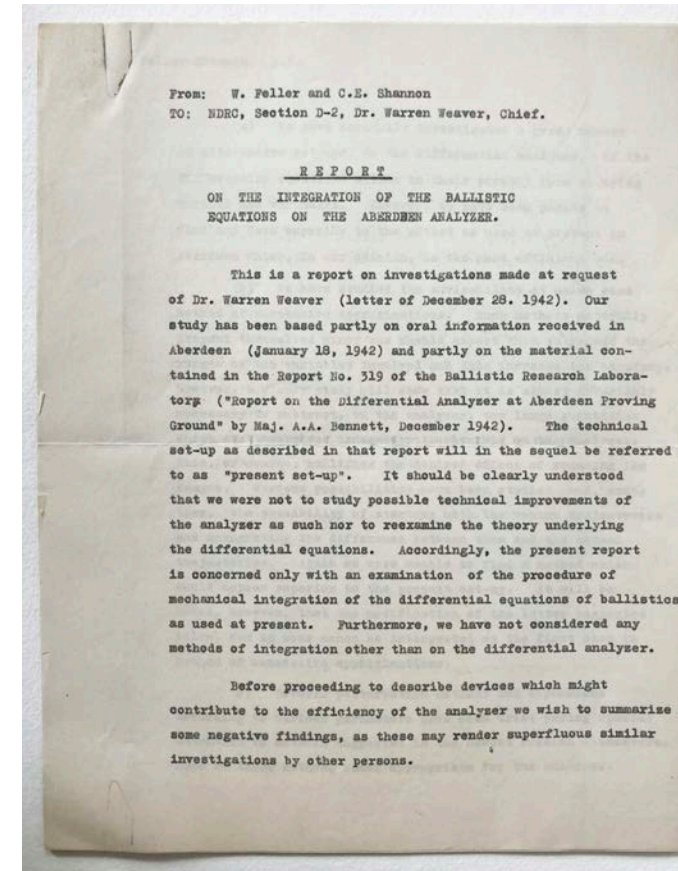 From: W. Feller and C.E. Shannon
TO: NDRC, Section D-2, Dr. Warren Weaver, Chief.
R E P O R T
ON THE INTEGRATION OF THE BALLISTIC
EQUATIONS ON THE ABERDEEN ANALYZER.
This is a report on investigations made at request
of Dr. Warren Weaver (letter of December 28. 1942). Our
study has been based partly on oral information received in
Aberdeen (January 18, 1942) and partly on the material con-
tained in the Report No. 319 of the Ballistic Research Labora-
tory ("Report on the Differential Analyzer at Aberdeen Proving
Ground" by Maj. A.A. Bennett, December 1942). The technical
set-up as described in that report will in the sequel be referred
to as "present set-up". It should be clearly understood
that we were not to study possible technical improvements of
the analyzer as such nor to reexamine the theory underlying
the differential equations. Accordingly, the present report
is concerned only with an examination of the procedure of
mechanical integration of the differential equations of ballistics
as used at present. Furthermore, we have not considered any
methods of integration other than on the differential analyzer.
Before proceeding to describe devices which might
contribute to the efficiency of the analyzer we wish to summarize
some negative findings, as these may render superfluous similar
investigations by other persons.